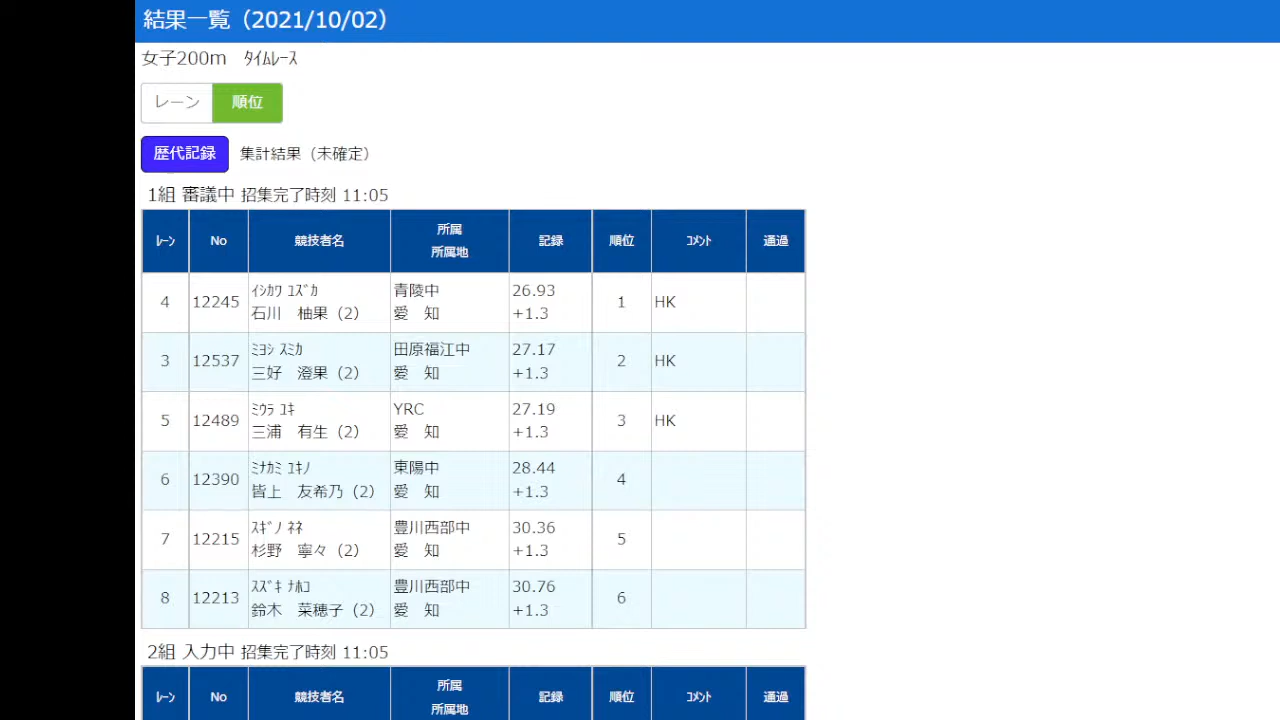 結果一覧（2021/10/02）
女子200m　ﾀｲﾑﾚｰｽ
レーン 順位
歴代記録 集計結果（未確定）
1組 審議中 招集完了時刻 11:05
ﾚｰﾝ No 競技者名 所属 所属地 記録 順位 ｺﾒﾝﾄ 通過
4 12245 ｲｼｶﾜ ﾕｽﾞｶ 青陵中 26.93 1 HK
石川　柚果（2） 愛　知 +1.3
3 12537 ﾐﾖｼ ｽﾐｶ 田原福江中 27.17 2 HK
三好　澄果（2） 愛　知 +1.3
5 12489 ﾐｳﾗ ﾕｷ YRC 27.19 3 HK
三浦　有生（2） 愛　知 +1.3
6 12390 ﾐﾅｶﾐ ﾕｷﾉ 東陽中 28.44 4
皆上　友希乃（2） 愛　知 +1.3
7 12215 ｽｷﾞﾉ ﾈﾈ 豊川西部中 30.36 5
杉野　寧々（2） 愛　知 +1.3
8 12213 ｽｽﾞｷ ﾅﾎｺ 豊川西部中 30.76 6
鈴木　菜穂子（2） 愛　知 +1.3
2組 入力中 招集完了時刻 11:05
ﾚｰﾝ No 競技者名 所属 所属地 記録 順位 ｺﾒﾝﾄ 通過